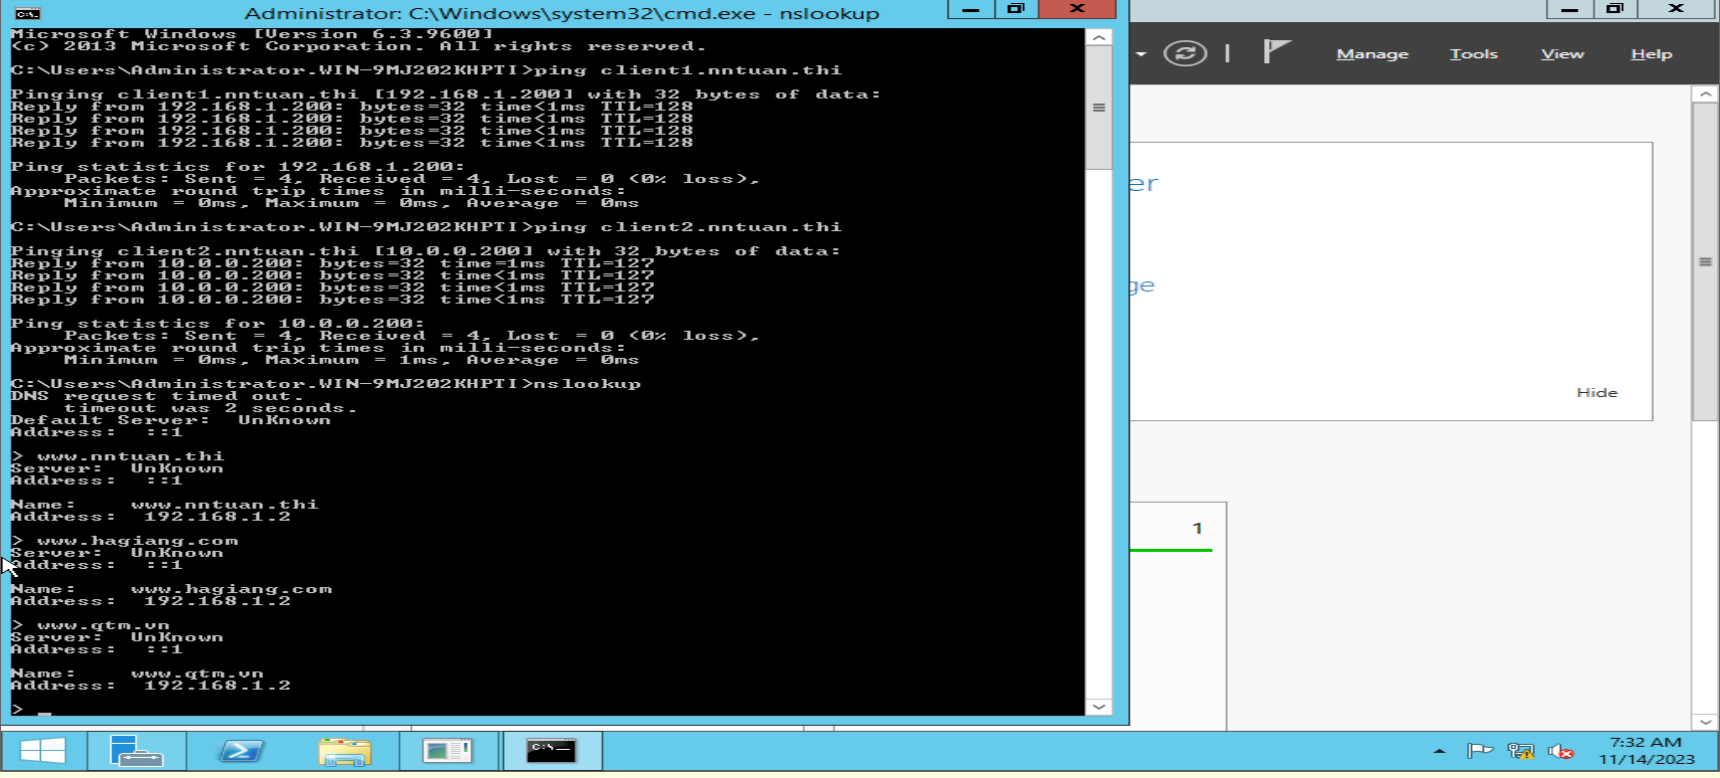 Administrator: C:\Windows\system32\cmd.exe - nslookup
Microsoft Windows [Version 6.3.9600]
(c) 2013 Microsoft Corporation. All rights reserved.
C:\Users\Administrator.WIN-9MJ202KHPTI>ping client1.nntuan.thi
Pinging client1.nntuan.thi [192.168.1.200] with 32 bytes of data:
Reply from 192.168.1.200: bytes=32 time<1ms TTL=128
Reply from 192.168.1.200: bytes=32 time<1ms TTL=128
Reply from 192.168.1.200: bytes=32 time<1ms TTL=128
Reply from 192.168.1.200: bytes=32 time<1ms TTL=128
Ping statistics for 192.168.1.200:
Packets: Sent = 4, Received = 4, Lost = 0 (0% loss),
Approximate round trip times in milli-seconds:
Minimum = 0ms, Maximum = 0ms, Average = 0ms
C:\Users\Administrator.WIN-9MJ202KHPTI>ping client2.nntuan.thi
Pinging client2.nntuan.thi [10.0.0.200] with 32 bytes of data:
Reply from 10.0.0.200: bytes=32 time=1ms TTL=127
Reply from 10.0.0.200: bytes=32 time<1ms TTL=127
Reply from 10.0.0.200: bytes=32 time<1ms TTL=127
Reply from 10.0.0.200: bytes=32 time<1ms TTL=127
Ping statistics for 10.0.0.200:
Packets: Sent = 4, Received = 4, Lost = 0 (0% loss),
Approximate round trip times in milli-seconds:
Minimum = 0ms, Maximum = 1ms, Average = 0ms
C:\Users\Administrator.WIN-9MJ202KHPTI>nslookup
DNS request timed out.
timeout was 2 seconds.
Default Server: UnKnown
Address: ::1
> www.nntuan.thi
Server: UnKnown
Address: ::1
Name: www.nntuan.thi
Address: 192.168.1.2
> www.hagiang.com
Server: UnKnown
Address: ::1
Name: www.hagiang.com
Address: 192.168.1.2
> www.qtm.vn
Server: UnKnown
Address: ::1
Name: www.qtm.vn
Address: 192.168.1.2
> _
Manage Tools View Help
er
ge
Hide
1
7:32 AM
11/14/2023